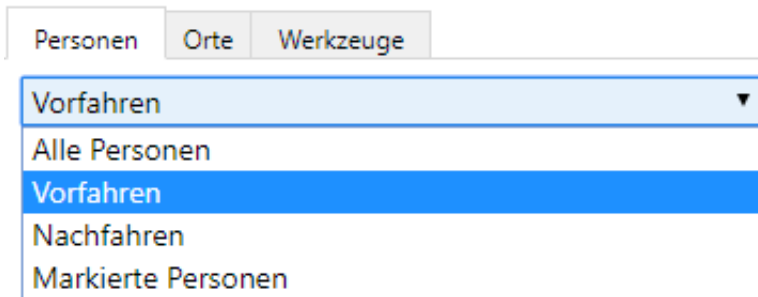 Personen Orte Werkzeuge
Vorfahren
Alle Personen
Vorfahren
Nachfahren
Markierte Personen